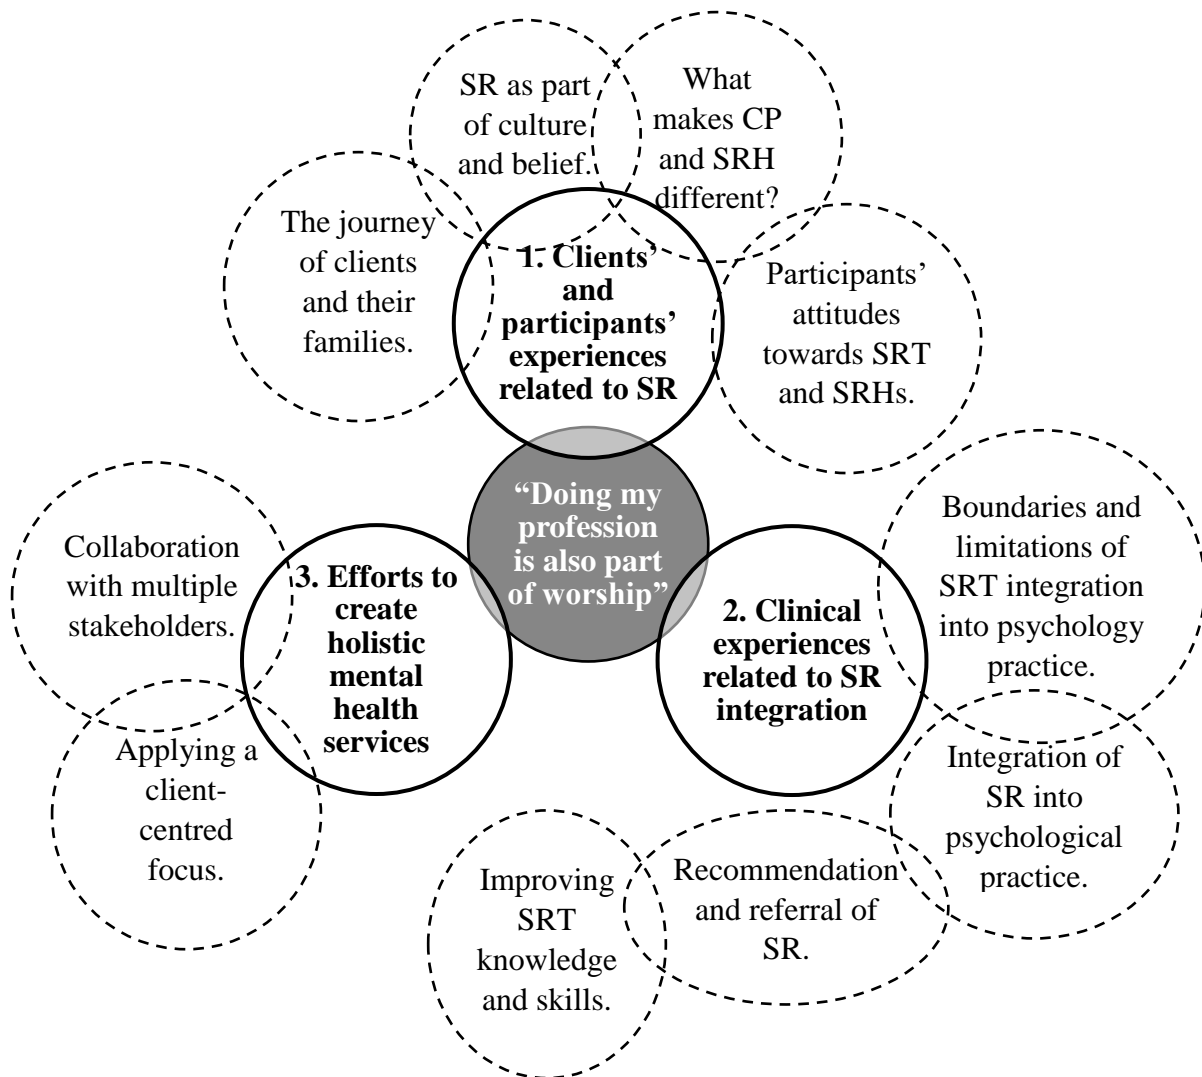 SR as part
of culture
and belief.
What
makes CP
and SRH
different?
The journey
of clients
and their
families.
1. Clients’
and
participants’
experiences
related to SR
Participants’
attitudes
towards SRT
and SRHs.
“Doing my
profession
is also part
of worship”
Boundaries and
limitations of
SRT integration
into psychology
practice.
Collaboration
with multiple
stakeholders.
3. Efforts to
create
holistic
mental
health
services
2. Clinical
experiences
related to SR
integration
Applying a
client-
centred
focus.
Integration of
SR into
psychological
practice.
Improving
SRT
knowledge
and skills.
Recommendation
and referral of
SR.